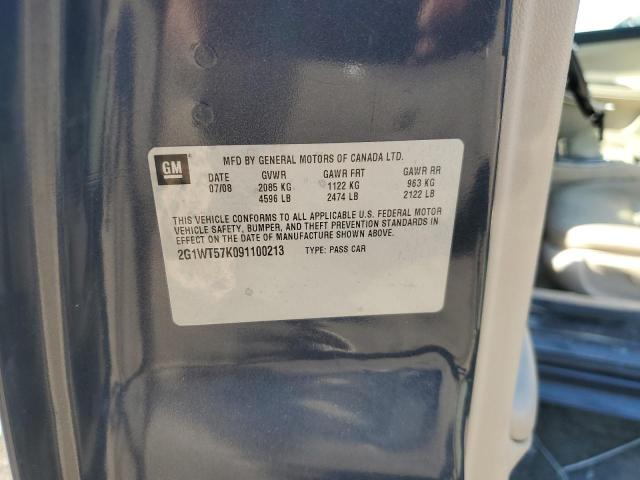 GM
MFD BY GENERAL MOTORS OF CANADA LTD.
DATE GVWR GAWR FRT GAWR RR
07/08 2085 KG 1122 KG 963 KG
4596 LB 2474 LB 2122 LB
THIS VEHICLE CONFORMS TO ALL APPLICABLE U.S. FEDERAL MOTOR
VEHICLE SAFETY, BUMPER, AND THEFT PREVENTION STANDARDS
IN EFFECT ON THE DATE OF MANUFACTURE SHOWN ABOVE.
2G1WT57K091100213 TYPE: PASS CAR